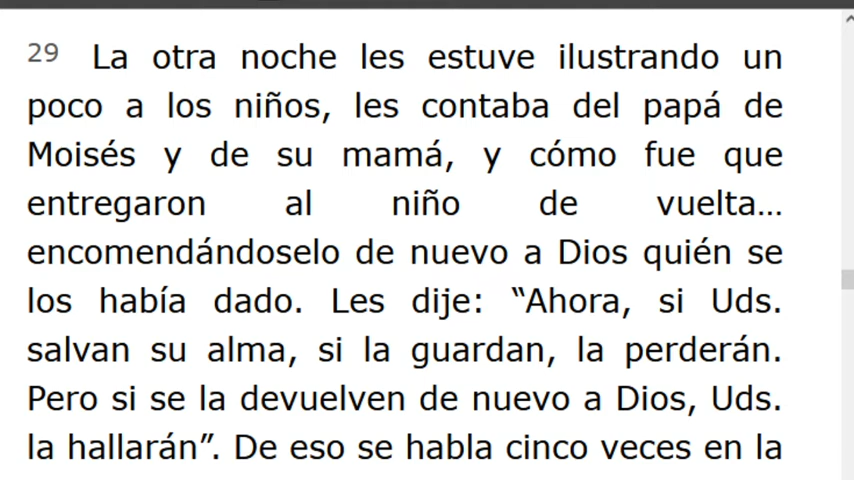 29 La otra noche les estuve ilustrando un
poco a los niños, les contaba del papá de
Moisés y de su mamá, y cómo fue que
entregaron al niño de vuelta…
encomendándoselo de nuevo a Dios quién se
los había dado. Les dije: “Ahora, si Uds.
salvan su alma, si la guardan, la perderán.
Pero si se la devuelven de nuevo a Dios, Uds.
la hallarán”. De eso se habla cinco veces en la